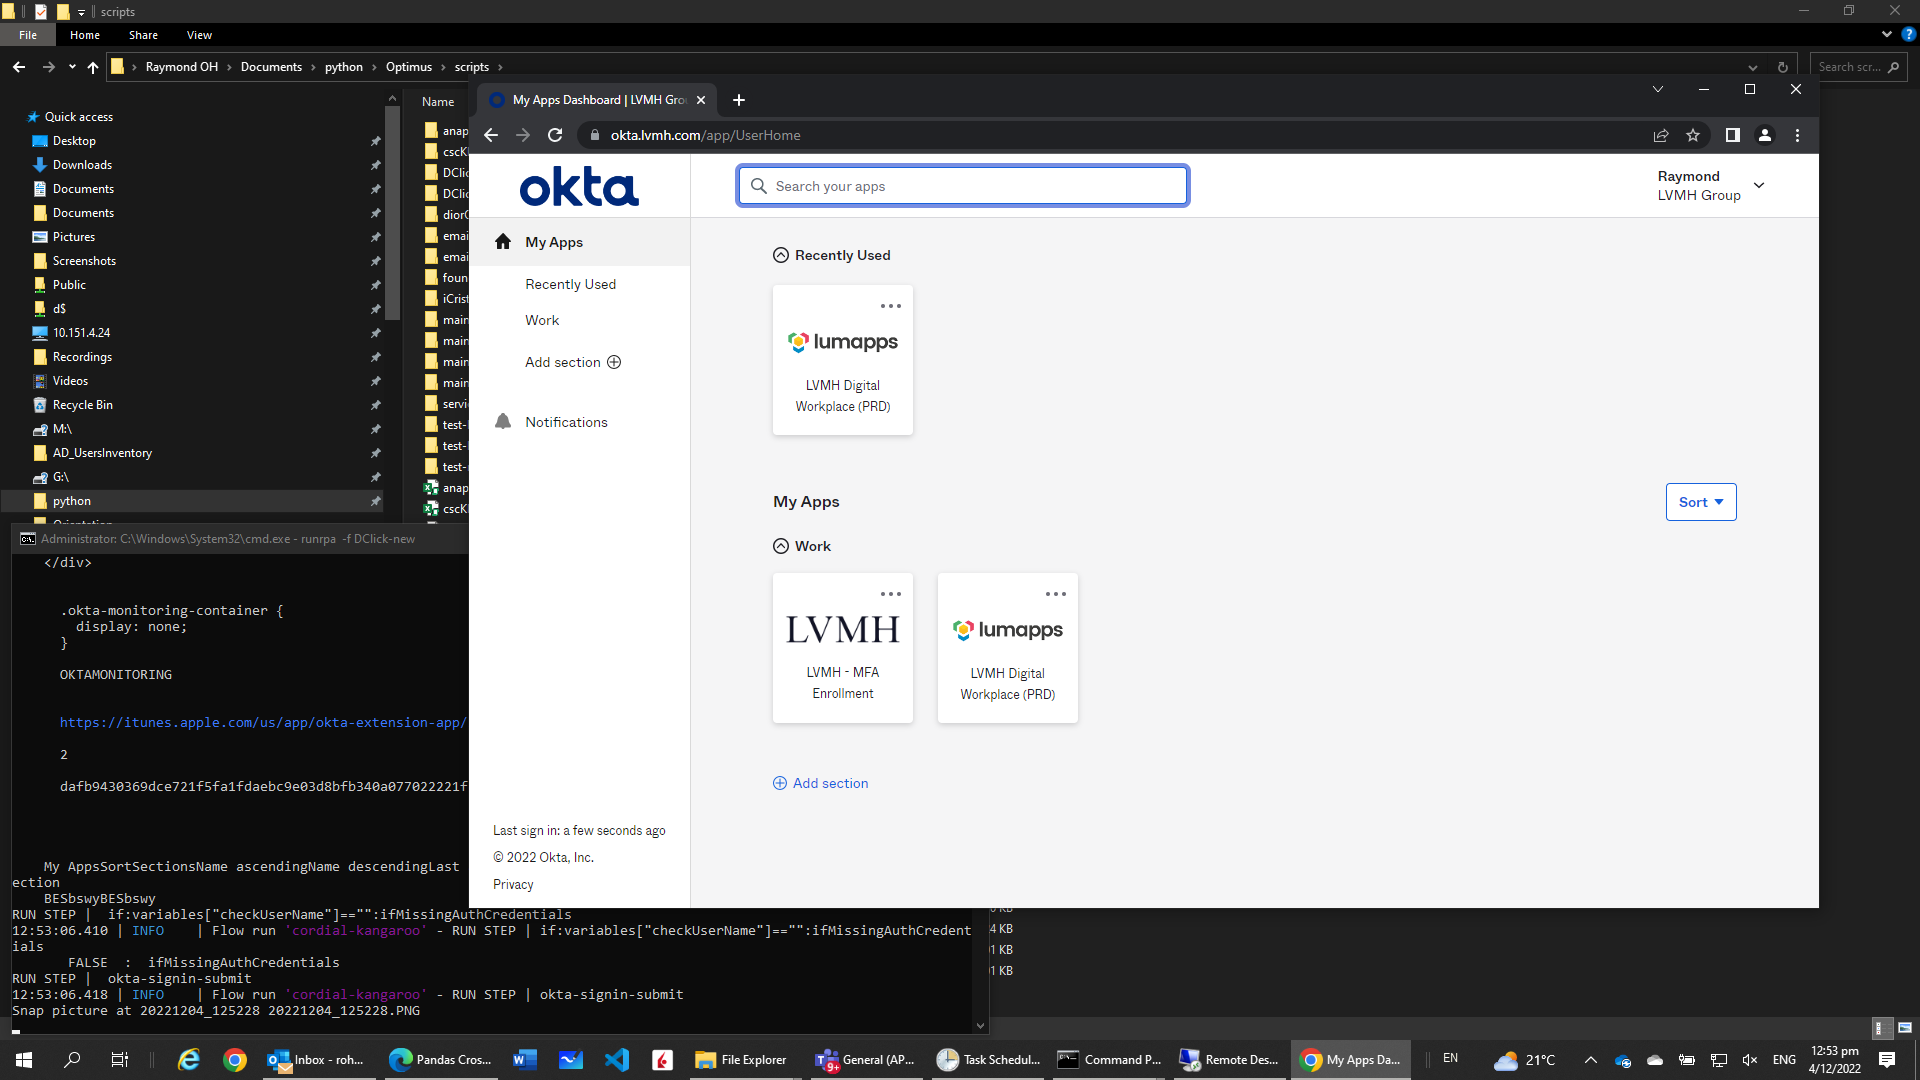 scripts
File
Home
Share
View
Raymond OH
Documents
python
Optimus
scripts
Search scr...
Name
Quick access
Desktop
Downloads
Documents
Documents
Pictures
Screenshots
Public
d$
10.151.4.24
Recordings
Videos
Recycle Bin
M:\
AD_UsersInventory
G:\
python
anap
cscK
DClic
DClic
dior
emai
emai
foun
iCrist
main
main
main
main
servi
test-
test-
test-
anap
cscK
4 KB
1 KB
1 KB
My Apps Dashboard | LVMH Gro
okta.lvmh.com/app/UserHome
okta
Search your apps
Raymond
LVMH Group
My Apps
Recently Used
Work
Add section
Notifications
Last sign in: a few seconds ago
© 2022 Okta, Inc.
Privacy
Recently Used
lumapps
LVMH Digital
Workplace (PRD)
My Apps
Sort
Work
LVMH
LVMH - MFA
Enrollment
lumapps
LVMH Digital
Workplace (PRD)
Add section
Administrator: C:\Windows\System32\cmd.exe - runrpa  -f DClick-new
</div>
.okta-monitoring-container {
display: none;
}
OKTAMONITORING
https://itunes.apple.com/us/app/okta-extension-app/
2
dafb9430369dce721f5fa1fdaebc9e03d8bfb340a077022221f
My AppsSortSectionsName ascendingName descendingLast
ection
BESbswyBESbswy
RUN STEP |  if:variables["checkUserName"]=="":ifMissingAuthCredentials
12:53:06.410 | INFO    | Flow run 'cordial-kangaroo' - RUN STEP | if:variables["checkUserName"]=="":ifMissingAuthCredent
ials
FALSE  :  ifMissingAuthCredentials
RUN STEP |  okta-signin-submit
12:53:06.418 | INFO    | Flow run 'cordial-kangaroo' - RUN STEP | okta-signin-submit
Snap picture at 20221204_125228 20221204_125228.PNG
Inbox - roh...
Pandas Cros...
File Explorer
9+
General (AP...
Task Schedul...
Command P...
Remote Des...
My Apps Da...
EN
21°C
ENG
12:53 pm
4/12/2022